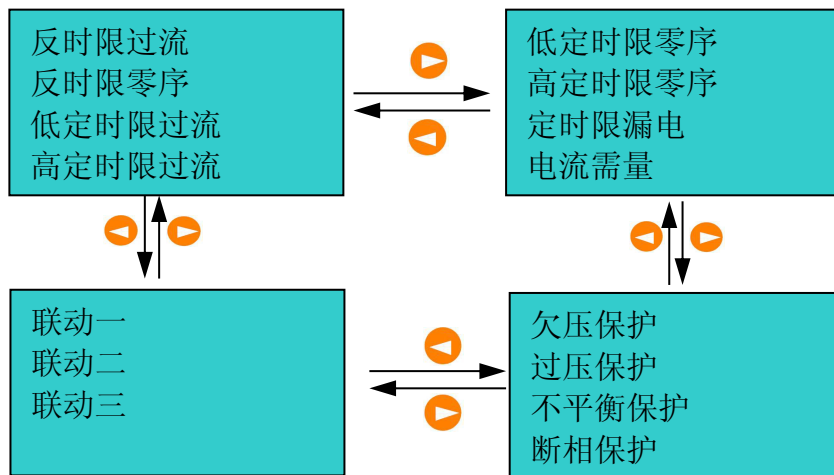 反时限过流
反时限零序
低定时限过流
高定时限过流
低定时限零序
高定时限零序
定时限漏电
电流需量
联动一
联动二
联动三
欠压保护
过压保护
不平衡保护
断相保护